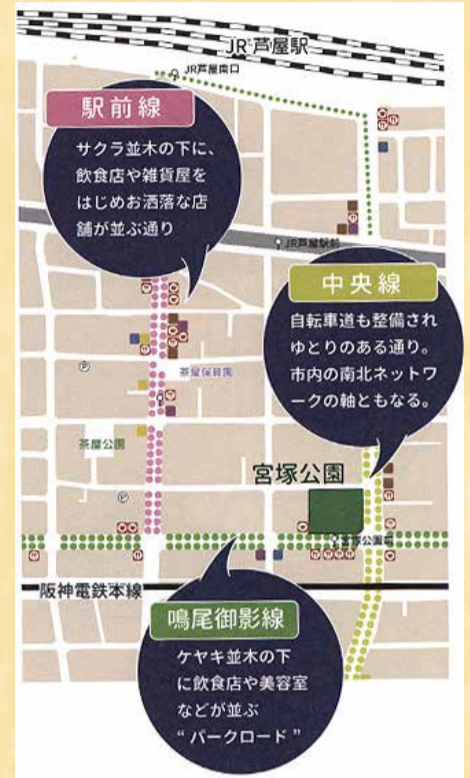 JR 芦屋駅
JR芦屋南口
駅前線
サクラ並木の下に、
飲食店や雑貨屋を
はじめお洒落な店
舗が並ぶ通り
JR芦屋駅前
中央線
自転車道も整備され
ゆとりのある通り。
市内の南北ネットワ
ークの軸ともなる。
茶屋保育園
P
茶屋公園
宮塚公園
P
宮塚公園前
阪神電鉄本線
鳴尾御影線
ケヤキ並木の下
に飲食店や美容室
などが並ぶ
“ パークロード ”